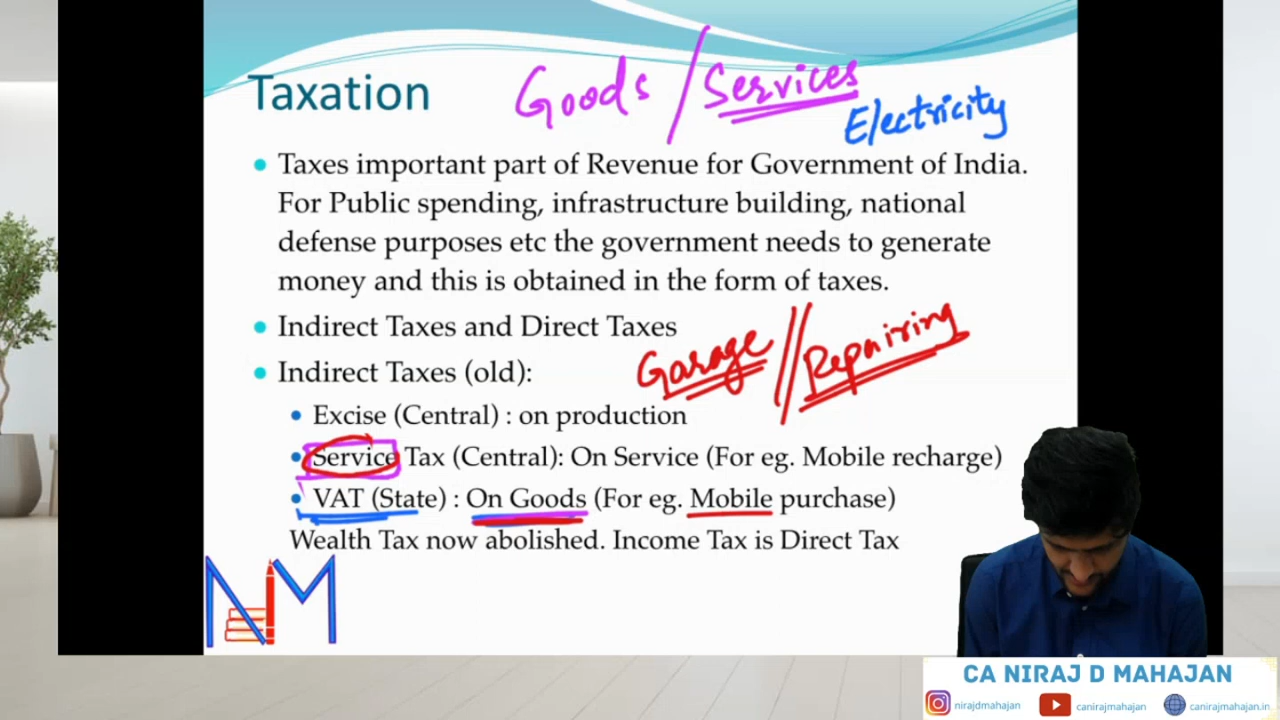 Taxation
Goods / Services
Electricity
• Taxes important part of Revenue for Government of India.
For Public spending, infrastructure building, national
defense purposes etc the government needs to generate
money and this is obtained in the form of taxes.
• Indirect Taxes and Direct Taxes
Garage // Repairing
• Indirect Taxes (old):
• Excise (Central) : on production
• Service Tax (Central): On Service (For eg. Mobile recharge)
• VAT (State) : On Goods (For eg. Mobile purchase)
Wealth Tax now abolished. Income Tax is Direct Tax
NM
CA NIRAJ D MAHAJAN
nirajdmahajan
canirajmahajan
canirajmahajan.in